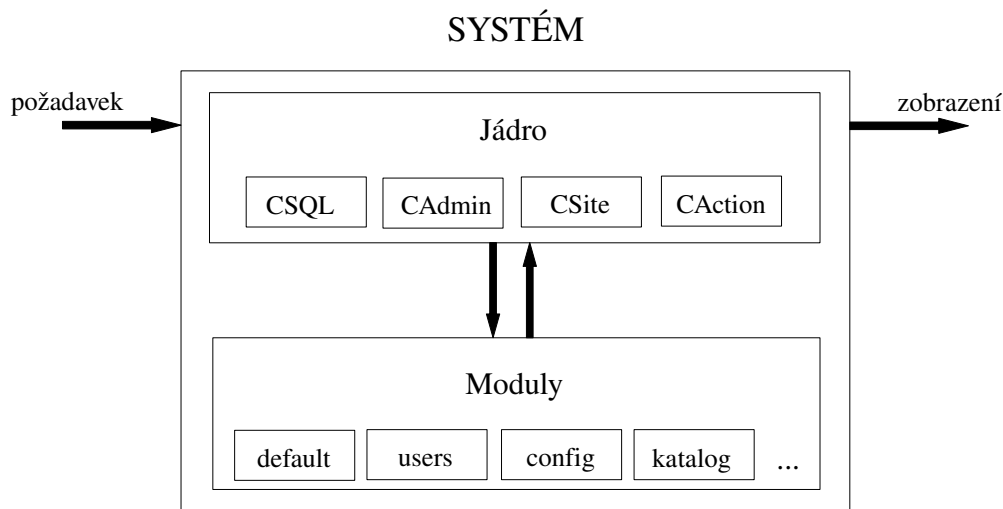 SYSTÉM
požadavek
zobrazení
Jádro
CSQL CAdmin CSite CAction
Moduly
default users config katalog ...